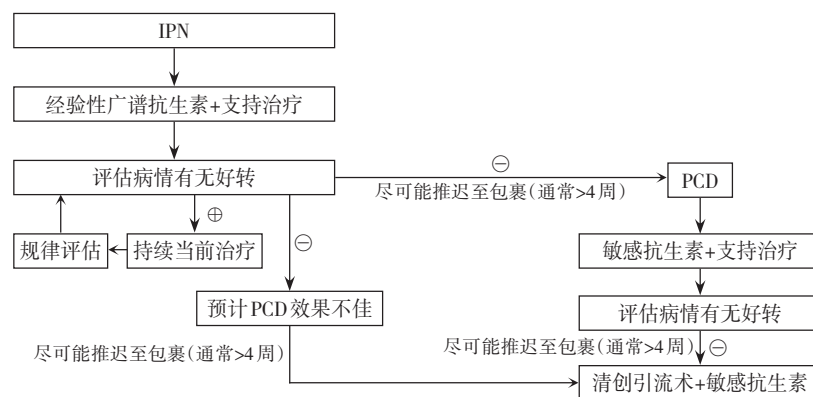 IPN
经验性广谱抗生素+支持治疗
评估病情有无好转
⊖
尽可能推迟至包裹(通常>4周)
PCD
⊕
⊖
规律评估
持续当前治疗
敏感抗生素+支持治疗
预计PCD效果不佳
评估病情有无好转
尽可能推迟至包裹(通常>4周)
尽可能推迟至包裹(通常>4周)
⊖
清创引流术+敏感抗生素